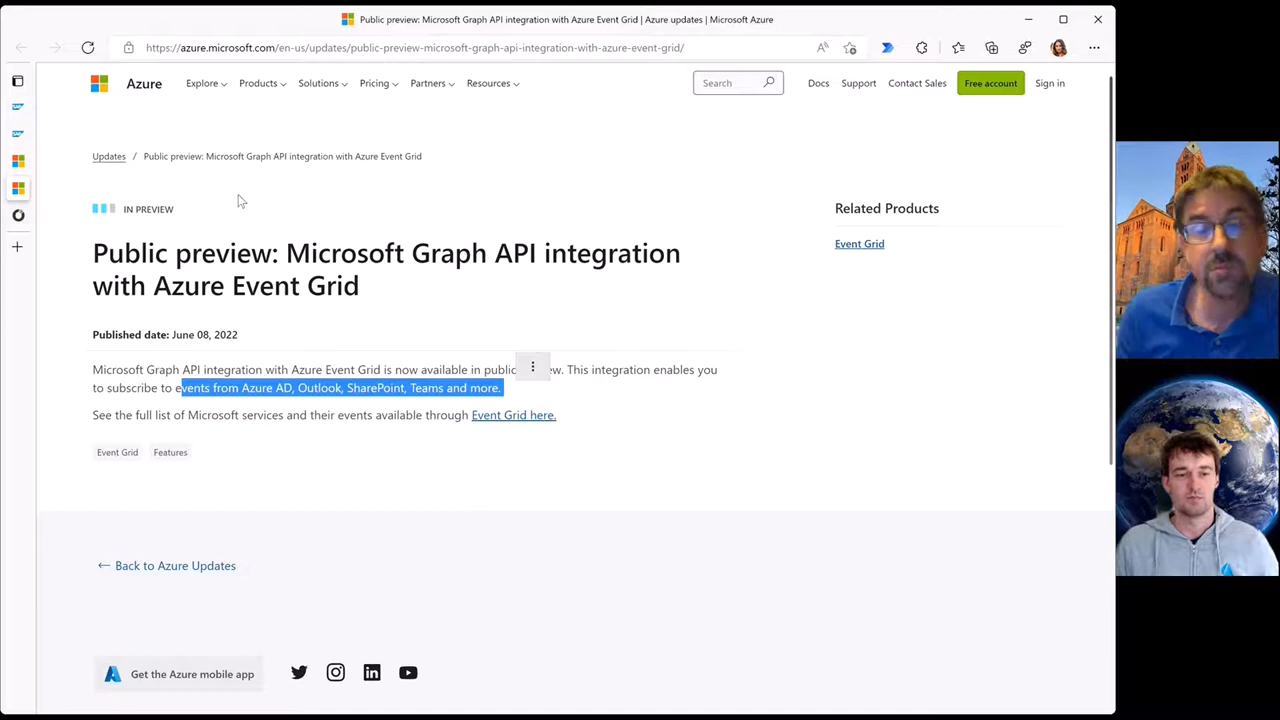 Public preview: Microsoft Graph API integration with Azure Event Grid | Azure updates | Microsoft Azure
https://azure.microsoft.com/en-us/updates/public-preview-microsoft-graph-api-integration-with-azure-event-grid/
Azure
Explore
Products
Solutions
Pricing
Partners
Resources
Search
Docs
Support
Contact Sales
Free account
Sign in
Updates / Public preview: Microsoft Graph API integration with Azure Event Grid
IN PREVIEW
Public preview: Microsoft Graph API integration
with Azure Event Grid
Published date: June 08, 2022
Microsoft Graph API integration with Azure Event Grid is now available in public. This integration enables you
to subscribe to events from Azure AD, Outlook, SharePoint, Teams and more.
See the full list of Microsoft services and their events available through Event Grid here.
Event Grid
Features
Related Products
Event Grid
← Back to Azure Updates
Get the Azure mobile app